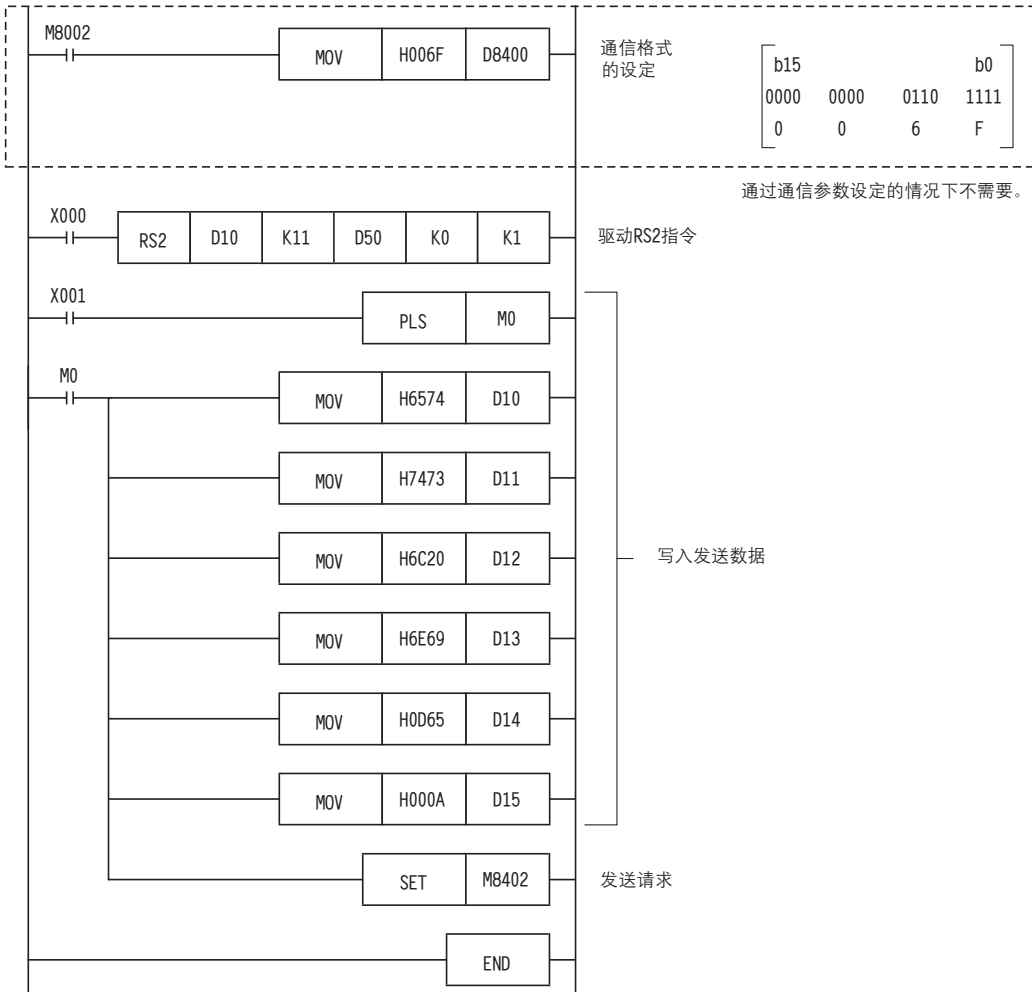 M8002
MOV H006F D8400
通信格式
的设定
b15 b0
0000 0000 0110 1111
0 0 6 F
通过通信参数设定的情况下不需要。
X000
RS2 D10 K11 D50 K0 K1
驱动RS2指令
X001
PLS M0
M0
MOV H6574 D10
MOV H7473 D11
MOV H6C20 D12
写入发送数据
MOV H6E69 D13
MOV H0D65 D14
MOV H000A D15
SET M8402
发送请求
END